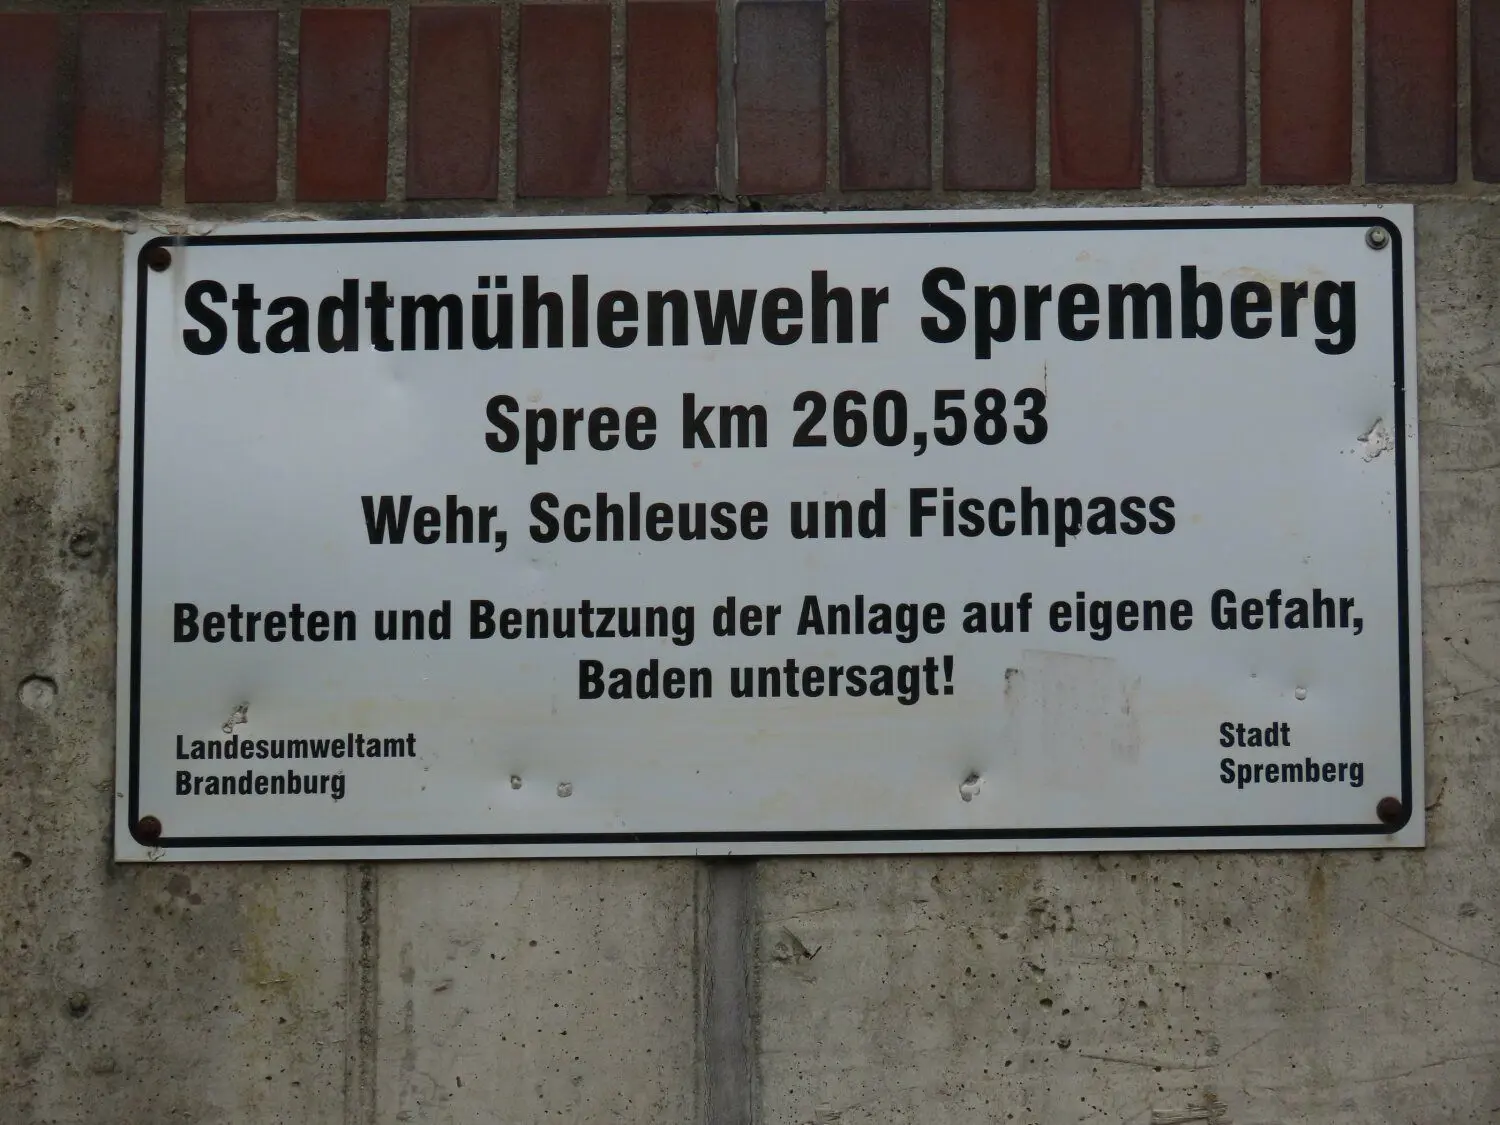 Stadtmühlenwehr Spremberg
Spree km 260,583
Wehr, Schleuse und Fischpass
Betreten und Benutzung der Anlage auf eigene Gefahr,
Baden untersagt!
Landesumweltamt
Brandenburg
Stadt
Spremberg